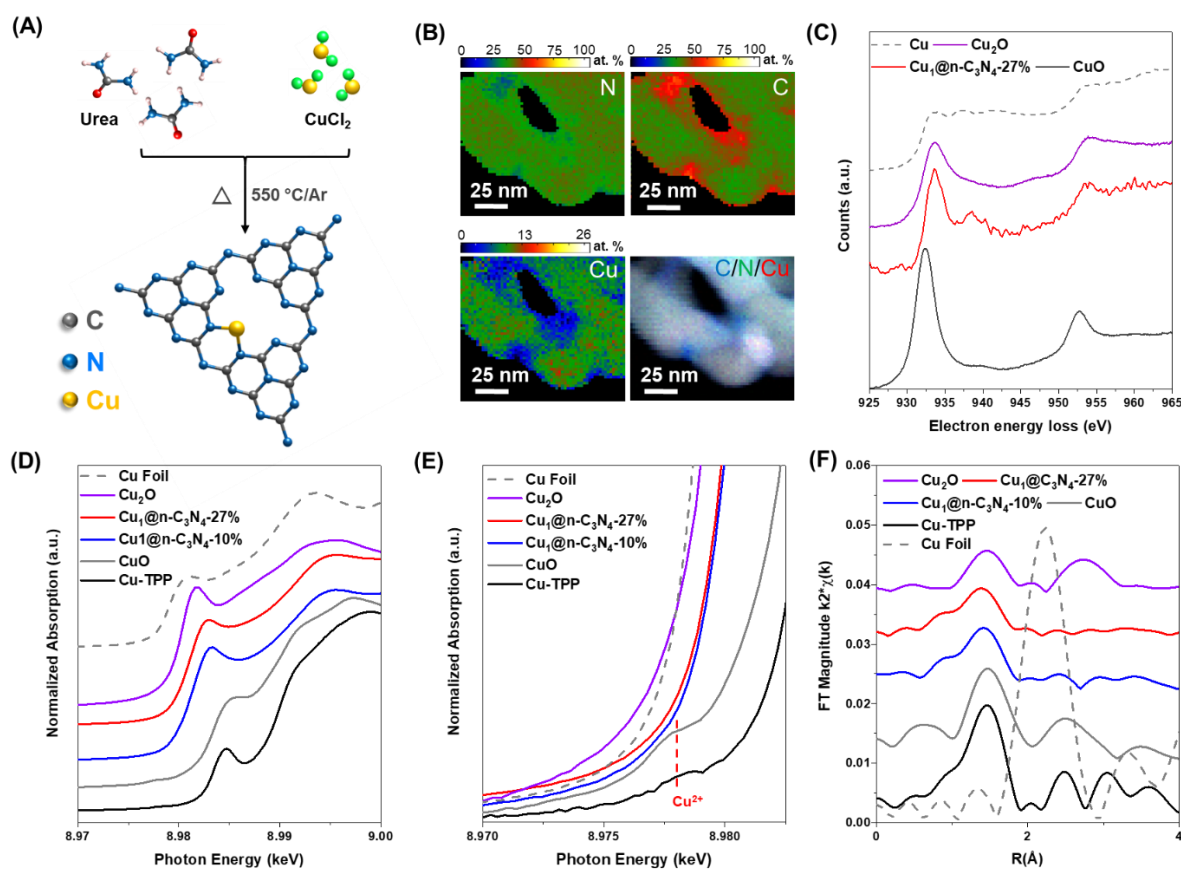 (A)
Urea
CuCl₂
△ 550 °C/Ar
C
N
Cu
(B)
0 25 50 75 100
at. %
N
25 nm
0 25 50 75 100
at. %
C
25 nm
0 13 26
at. %
Cu
25 nm
C/N/Cu
25 nm
(C)
Cu Cu₂O
Cu₁@n-C₃N₄-27% CuO
Counts (a.u.)
925 930 935 940 945 950 955 960 965
Electron energy loss (eV)
(D)
Cu Foil
Cu₂O
Cu₁@n-C₃N₄-27%
Cu1@n-C₃N₄-10%
CuO
Cu-TPP
Normalized Absorption (a.u.)
8.97 8.98 8.99 9.00
Photon Energy (keV)
(E)
Cu Foil
Cu₂O
Cu₁@n-C₃N₄-27%
Cu₁@n-C₃N₄-10%
CuO
Cu-TPP
Cu²⁺
Normalized Absorption (a.u.)
8.970 8.975 8.980
Photon Energy (keV)
(F)
Cu₂O Cu₁@C₃N₄-27%
Cu₁@n-C₃N₄-10% CuO
Cu-TPP
Cu Foil
FT Magnitude k2*χ(k)
0.06
0.05
0.04
0.03
0.02
0.01
0.00
0 2 4
R(Å)